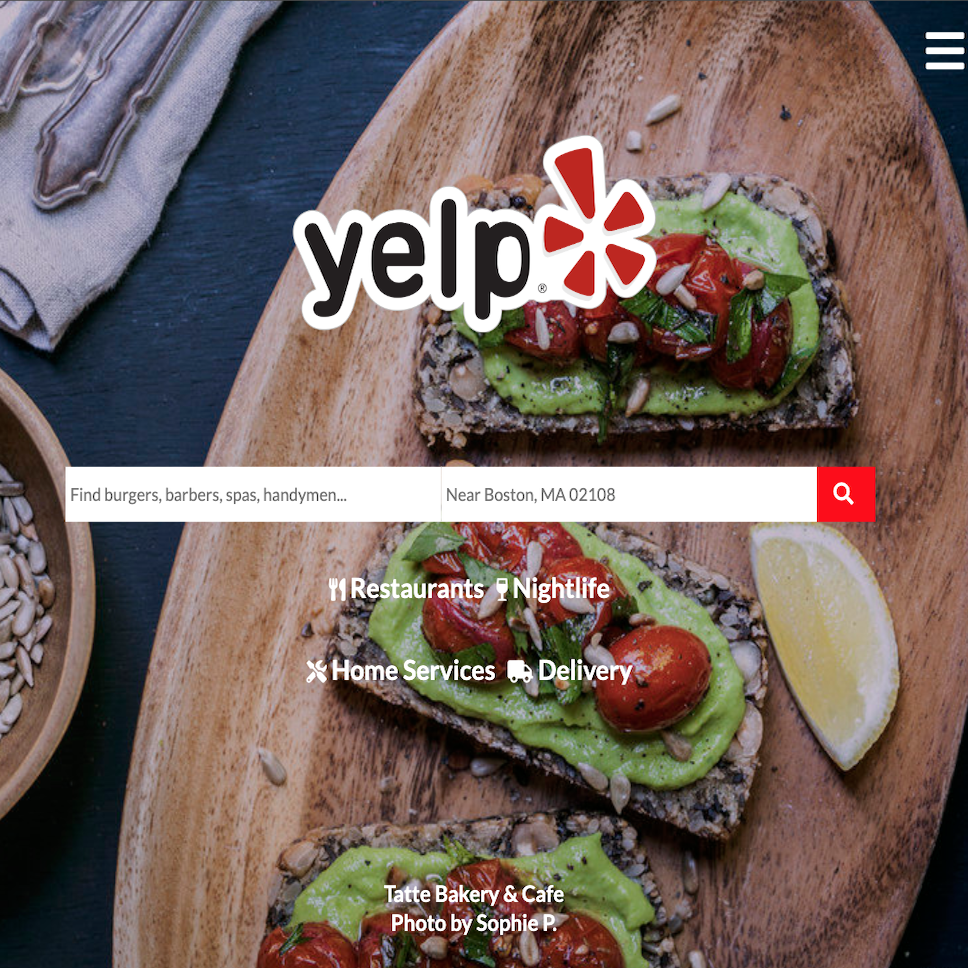 yelp®
Find burgers, barbers, spas, handymen... Near Boston, MA 02108
Restaurants Nightlife
Home Services Delivery
Tatte Bakery & Cafe
Photo by Sophie P.